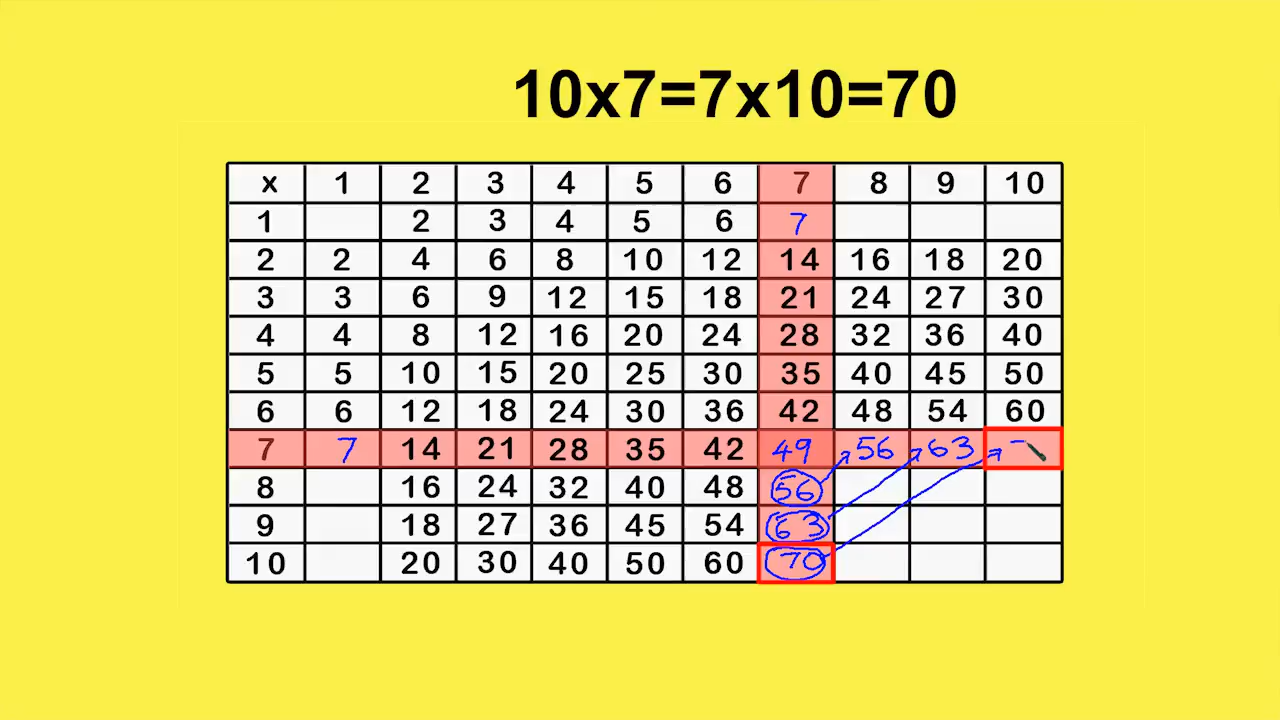 10x7=7x10=70
x 1 2 3 4 5 6 7 8 9 10
1 2 3 4 5 6 7
2 2 4 6 8 10 12 14 16 18 20
3 3 6 9 12 15 18 21 24 27 30
4 4 8 12 16 20 24 28 32 36 40
5 5 10 15 20 25 30 35 40 45 50
6 6 12 18 24 30 36 42 48 54 60
7 7 14 21 28 35 42 49 56 63
8 16 24 32 40 48 56
9 18 27 36 45 54 63
10 20 30 40 50 60 70